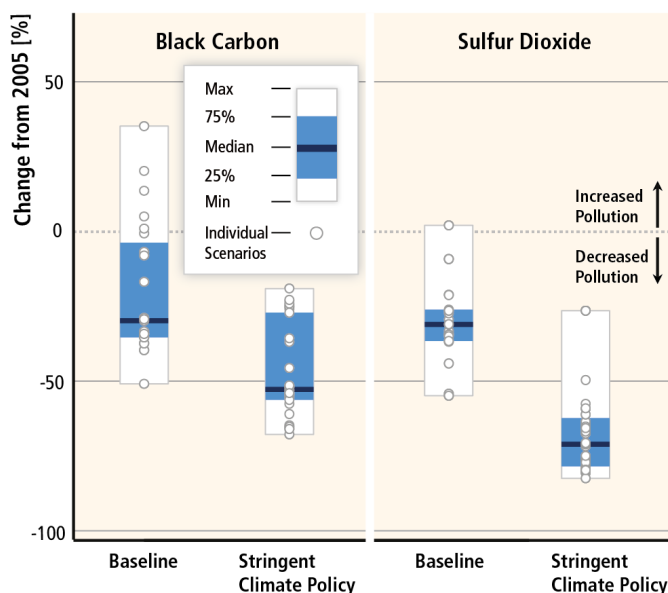 Change from 2005 [%]
Black Carbon
Sulfur Dioxide
50
0
-50
-100
Max
75%
Median
25%
Min
Individual
Scenarios
Increased
Pollution
Decreased
Pollution
Baseline
Stringent
Climate Policy
Baseline
Stringent
Climate Policy